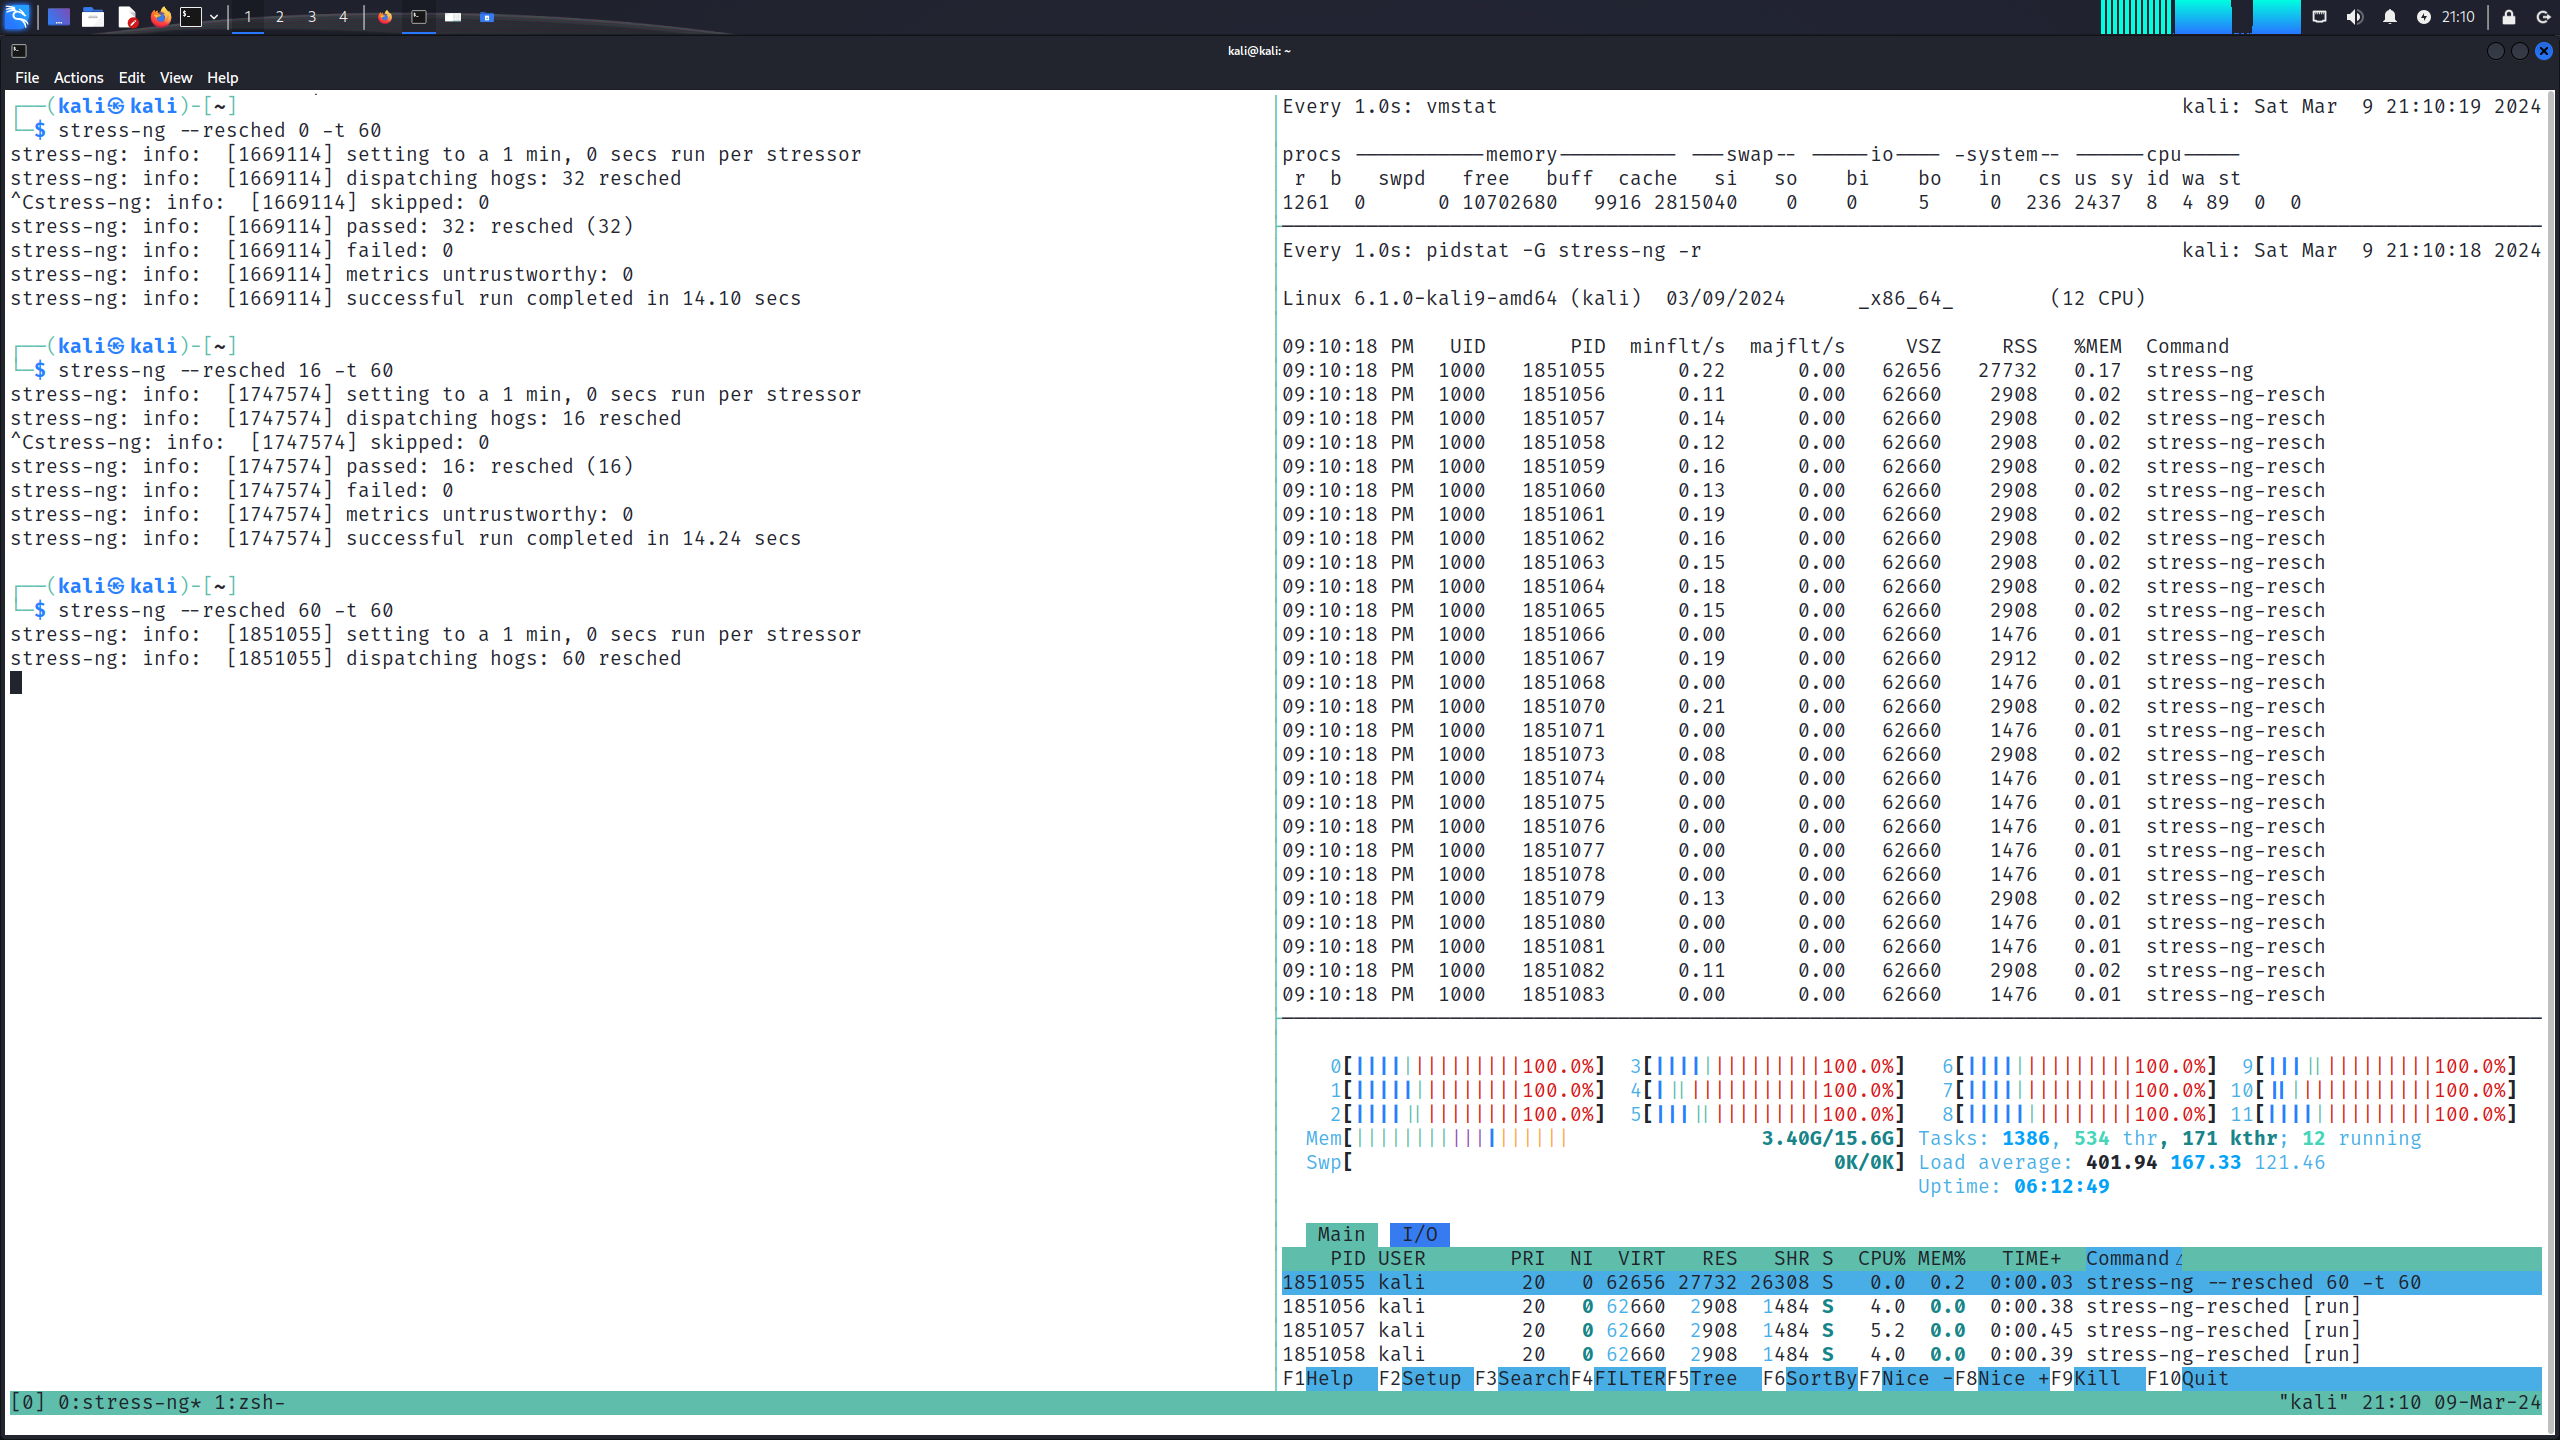 1 2 3 4 21:10
kali@kali: ~
File Actions Edit View Help
(kali㉿kali)-[~]
$ stress-ng --resched 0 -t 60
stress-ng: info:  [1669114] setting to a 1 min, 0 secs run per stressor
stress-ng: info:  [1669114] dispatching hogs: 32 resched
^Cstress-ng: info:  [1669114] skipped: 0
stress-ng: info:  [1669114] passed: 32: resched (32)
stress-ng: info:  [1669114] failed: 0
stress-ng: info:  [1669114] metrics untrustworthy: 0
stress-ng: info:  [1669114] successful run completed in 14.10 secs
(kali㉿kali)-[~]
$ stress-ng --resched 16 -t 60
stress-ng: info:  [1747574] setting to a 1 min, 0 secs run per stressor
stress-ng: info:  [1747574] dispatching hogs: 16 resched
^Cstress-ng: info:  [1747574] skipped: 0
stress-ng: info:  [1747574] passed: 16: resched (16)
stress-ng: info:  [1747574] failed: 0
stress-ng: info:  [1747574] metrics untrustworthy: 0
stress-ng: info:  [1747574] successful run completed in 14.24 secs
(kali㉿kali)-[~]
$ stress-ng --resched 60 -t 60
stress-ng: info:  [1851055] setting to a 1 min, 0 secs run per stressor
stress-ng: info:  [1851055] dispatching hogs: 60 resched
Every 1.0s: vmstat kali: Sat Mar  9 21:10:19 2024
procs -----------memory---------- ---swap-- -----io---- -system-- ------cpu-----
r b swpd free buff cache si so bi bo in cs us sy id wa st
1261 0 0 10702680 9916 2815040 0 0 5 0 236 2437 8 4 89 0 0
Every 1.0s: pidstat -G stress-ng -r kali: Sat Mar  9 21:10:18 2024
Linux 6.1.0-kali9-amd64 (kali) 03/09/2024 _x86_64_ (12 CPU)
09:10:18 PM UID PID minflt/s majflt/s VSZ RSS %MEM Command
09:10:18 PM 1000 1851055 0.22 0.00 62656 27732 0.17 stress-ng
09:10:18 PM 1000 1851056 0.11 0.00 62660 2908 0.02 stress-ng-resch
09:10:18 PM 1000 1851057 0.14 0.00 62660 2908 0.02 stress-ng-resch
09:10:18 PM 1000 1851058 0.12 0.00 62660 2908 0.02 stress-ng-resch
09:10:18 PM 1000 1851059 0.16 0.00 62660 2908 0.02 stress-ng-resch
09:10:18 PM 1000 1851060 0.13 0.00 62660 2908 0.02 stress-ng-resch
09:10:18 PM 1000 1851061 0.19 0.00 62660 2908 0.02 stress-ng-resch
09:10:18 PM 1000 1851062 0.16 0.00 62660 2908 0.02 stress-ng-resch
09:10:18 PM 1000 1851063 0.15 0.00 62660 2908 0.02 stress-ng-resch
09:10:18 PM 1000 1851064 0.18 0.00 62660 2908 0.02 stress-ng-resch
09:10:18 PM 1000 1851065 0.15 0.00 62660 2908 0.02 stress-ng-resch
09:10:18 PM 1000 1851066 0.00 0.00 62660 1476 0.01 stress-ng-resch
09:10:18 PM 1000 1851067 0.19 0.00 62660 2912 0.02 stress-ng-resch
09:10:18 PM 1000 1851068 0.00 0.00 62660 1476 0.01 stress-ng-resch
09:10:18 PM 1000 1851070 0.21 0.00 62660 2908 0.02 stress-ng-resch
09:10:18 PM 1000 1851071 0.00 0.00 62660 1476 0.01 stress-ng-resch
09:10:18 PM 1000 1851073 0.08 0.00 62660 2908 0.02 stress-ng-resch
09:10:18 PM 1000 1851074 0.00 0.00 62660 1476 0.01 stress-ng-resch
09:10:18 PM 1000 1851075 0.00 0.00 62660 1476 0.01 stress-ng-resch
09:10:18 PM 1000 1851076 0.00 0.00 62660 1476 0.01 stress-ng-resch
09:10:18 PM 1000 1851077 0.00 0.00 62660 1476 0.01 stress-ng-resch
09:10:18 PM 1000 1851078 0.00 0.00 62660 1476 0.01 stress-ng-resch
09:10:18 PM 1000 1851079 0.13 0.00 62660 2908 0.02 stress-ng-resch
09:10:18 PM 1000 1851080 0.00 0.00 62660 1476 0.01 stress-ng-resch
09:10:18 PM 1000 1851081 0.00 0.00 62660 1476 0.01 stress-ng-resch
09:10:18 PM 1000 1851082 0.11 0.00 62660 2908 0.02 stress-ng-resch
09:10:18 PM 1000 1851083 0.00 0.00 62660 1476 0.01 stress-ng-resch
0[||||||||||||||100.0%] 3[||||||||||||||100.0%] 6[||||||||||||||100.0%] 9[||||||||||||||100.0%]
1[||||||||||||||100.0%] 4[||||||||||||||100.0%] 7[||||||||||||||100.0%] 10[||||||||||||||100.0%]
2[||||||||||||||100.0%] 5[||||||||||||||100.0%] 8[||||||||||||||100.0%] 11[||||||||||||||100.0%]
Mem[|||||||||||||||||| 3.40G/15.6G] Tasks: 1386, 534 thr, 171 kthr; 12 running
Swp[ 0K/0K] Load average: 401.94 167.33 121.46
Uptime: 06:12:49
Main I/O
PID USER PRI NI VIRT RES SHR S CPU% MEM% TIME+ Command△
1851055 kali 20 0 62656 27732 26308 S 0.0 0.2 0:00.03 stress-ng --resched 60 -t 60
1851056 kali 20 0 62660 2908 1484 S 4.0 0.0 0:00.38 stress-ng-resched [run]
1851057 kali 20 0 62660 2908 1484 S 5.2 0.0 0:00.45 stress-ng-resched [run]
1851058 kali 20 0 62660 2908 1484 S 4.0 0.0 0:00.39 stress-ng-resched [run]
F1Help F2Setup F3SearchF4FILTERF5Tree F6SortByF7Nice -F8Nice +F9Kill F10Quit
[0] 0:stress-ng* 1:zsh- "kali" 21:10 09-Mar-24